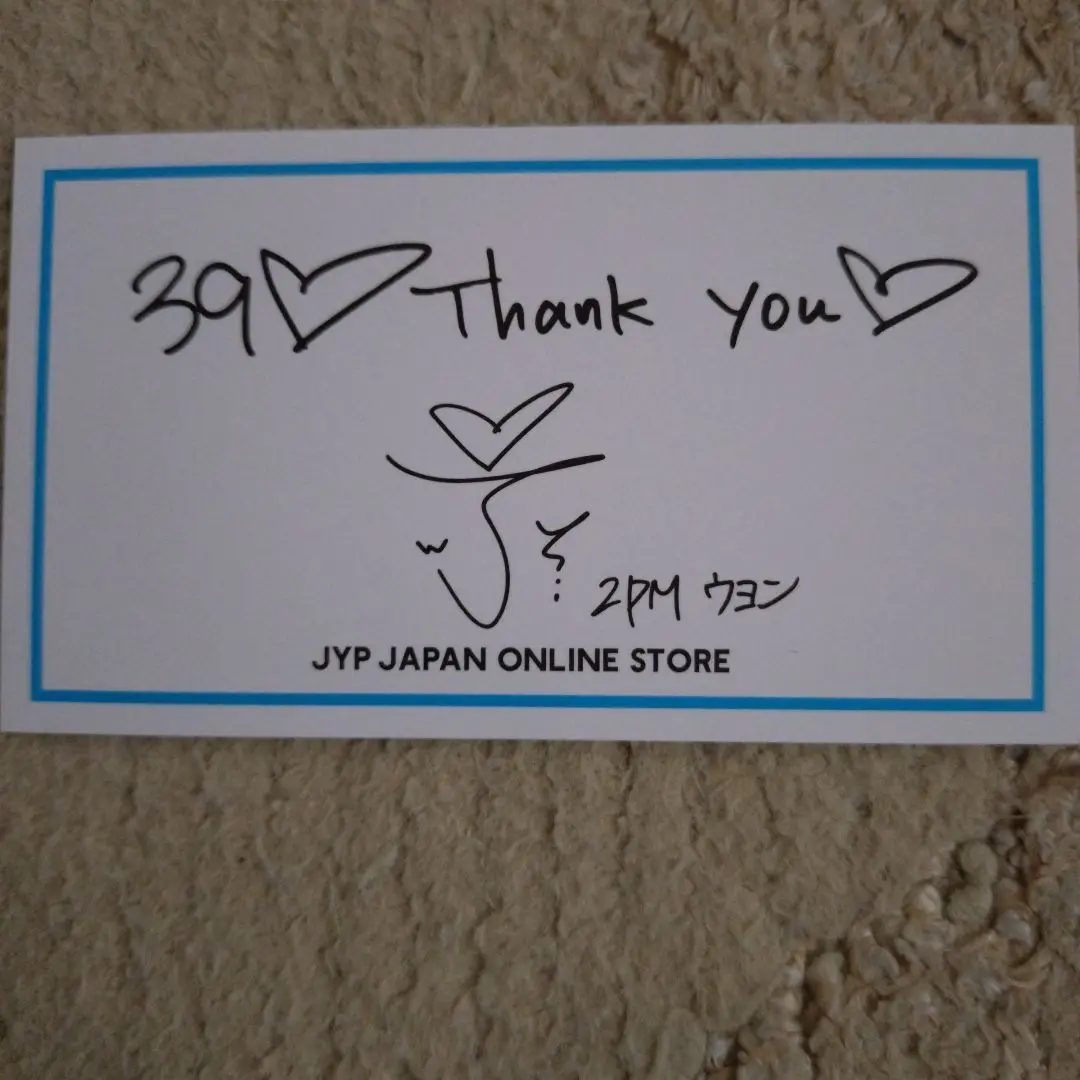 39♡Thank you♡
2PM ウヨン
JYP JAPAN ONLINE STORE